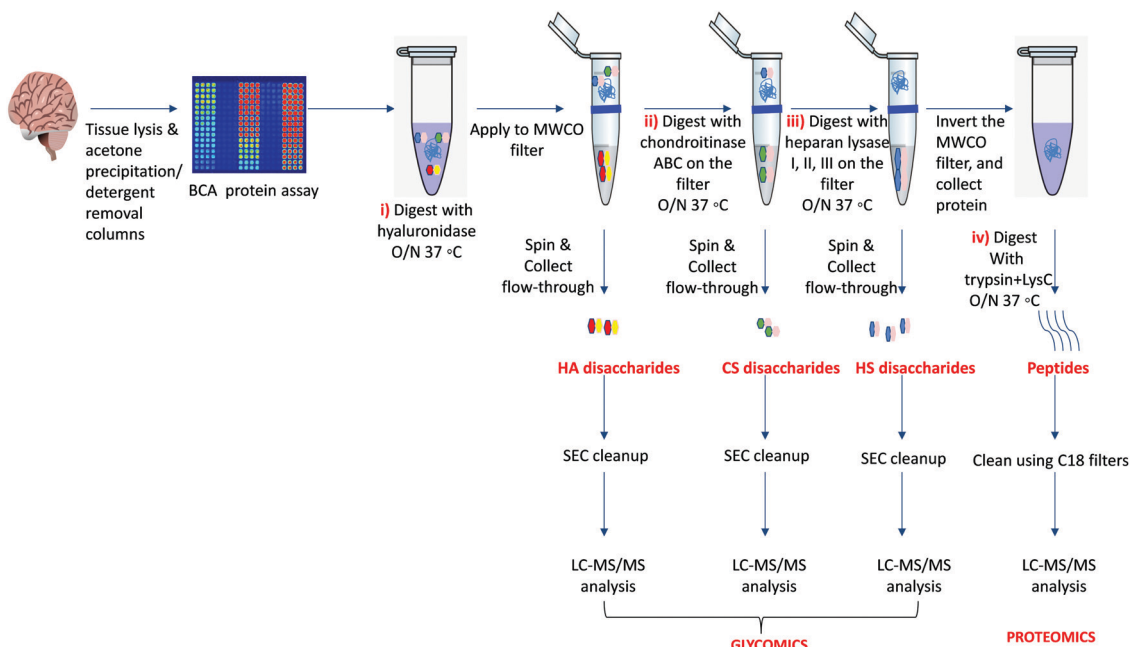 Tissue lysis &
acetone
precipitation/
detergent
removal
columns
BCA protein assay
i) Digest with
hyaluronidase
O/N 37 °C
Apply to MWCO
filter
ii) Digest with
chondroitinase
ABC on the
filter
O/N 37 °C
iii) Digest with
heparan lysase
I, II, III on the
filter
O/N 37 °C
Invert the
MWCO
filter, and
collect
protein
Spin &
Collect
flow-through
Spin &
Collect
flow-through
Spin &
Collect
flow-through
iv) Digest
With
trypsin+LysC
O/N 37 °C
HA disaccharides
CS disaccharides
HS disaccharides
Peptides
SEC cleanup
SEC cleanup
SEC cleanup
Clean using C18 filters
LC-MS/MS
analysis
LC-MS/MS
analysis
LC-MS/MS
analysis
LC-MS/MS
analysis
GLYCOMICS
PROTEOMICS